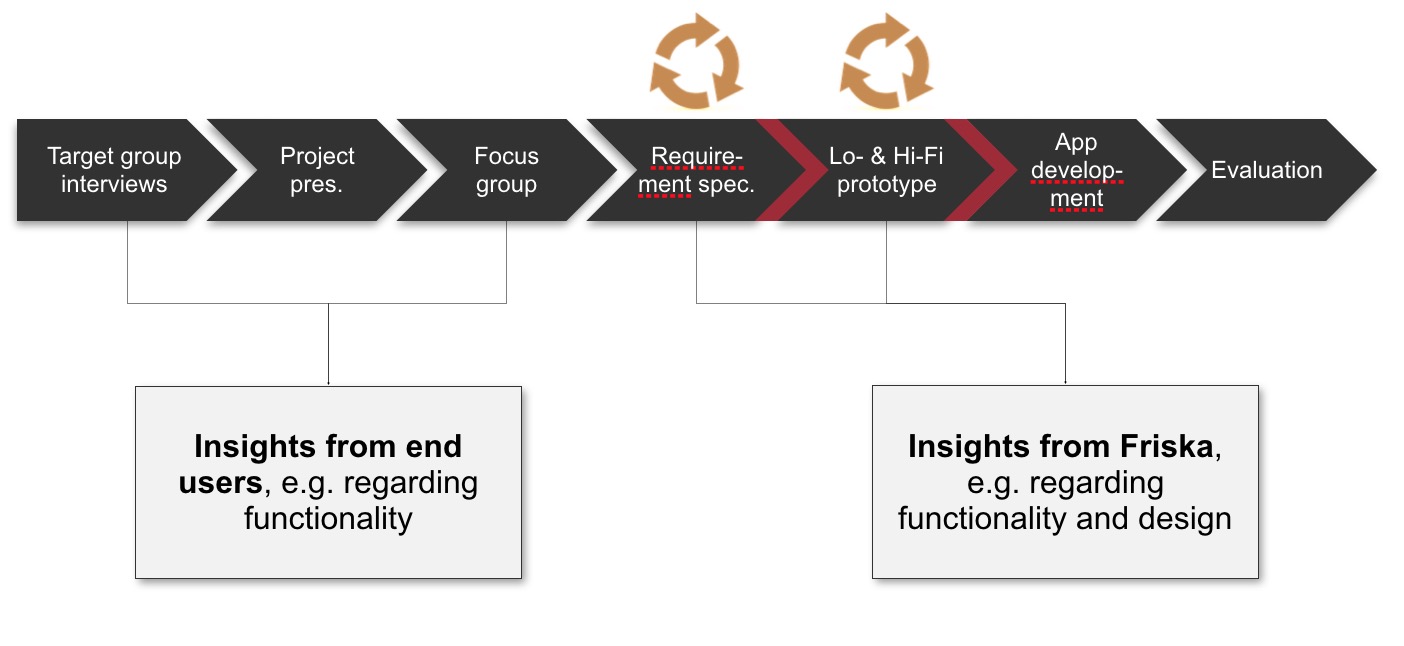 Target group
interviews
Project
pres.
Focus
group
Require-
ment spec.
Lo- & Hi-Fi
prototype
App
develop-
ment
Evaluation
Insights from end
users, e.g. regarding
functionality
Insights from Friska,
e.g. regarding
functionality and design